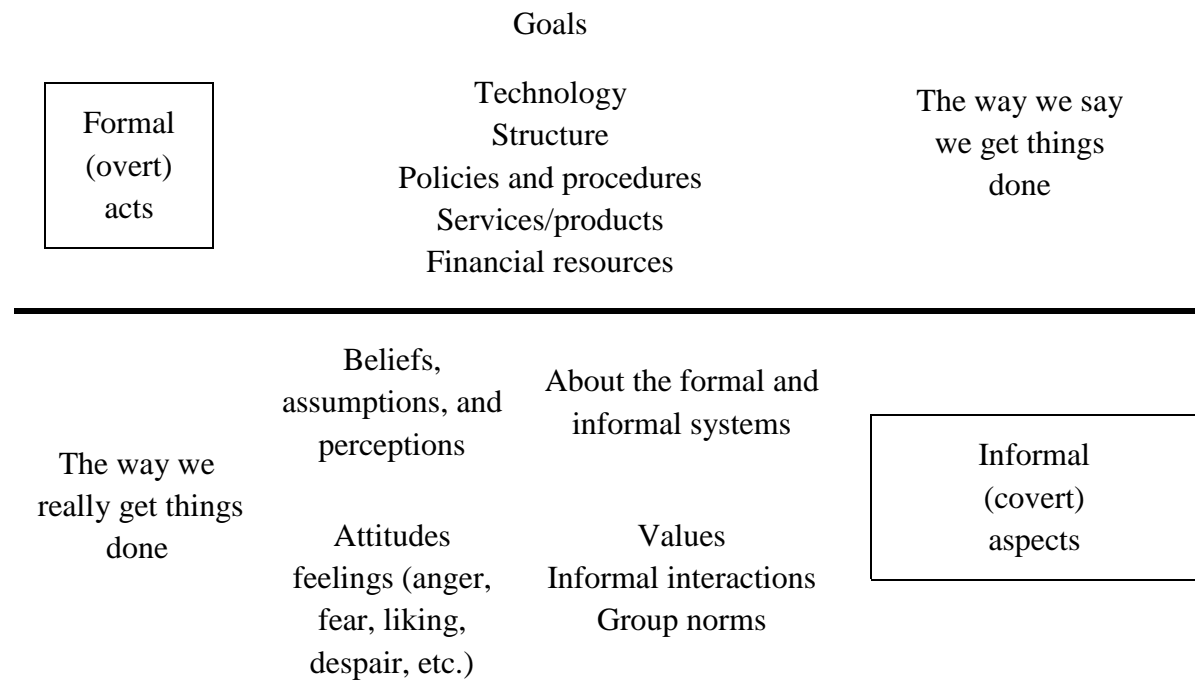 Goals
Formal
(overt)
acts
Technology
Structure
Policies and procedures
Services/products
Financial resources
The way we say
we get things
done
The way we
really get things
done
Beliefs,
assumptions, and
perceptions
About the formal and
informal systems
Attitudes
feelings (anger,
fear, liking,
despair, etc.)
Values
Informal interactions
Group norms
Informal
(covert)
aspects